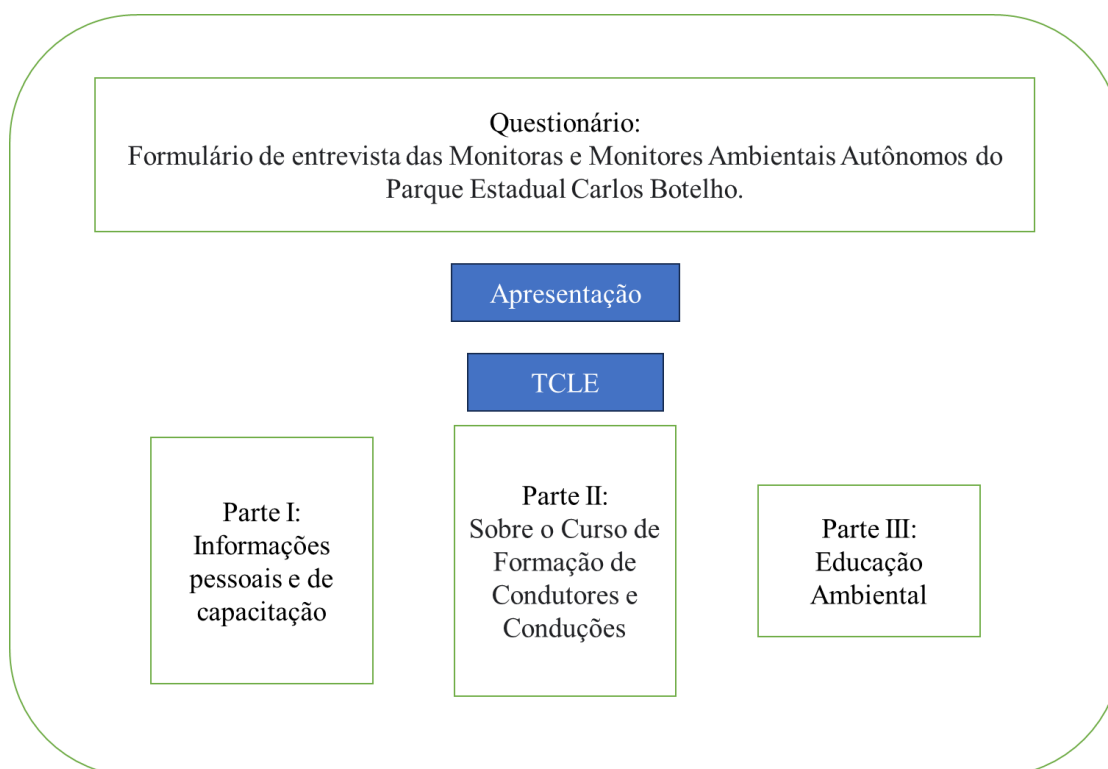 Questionário:
Formulário de entrevista das Monitoras e Monitores Ambientais Autônomos do
Parque Estadual Carlos Botelho.
Apresentação
TCLE
Parte I:
Informações
pessoais e de
capacitação
Parte II:
Sobre o Curso de
Formação de
Condutores e
Conduções
Parte III:
Educação
Ambiental